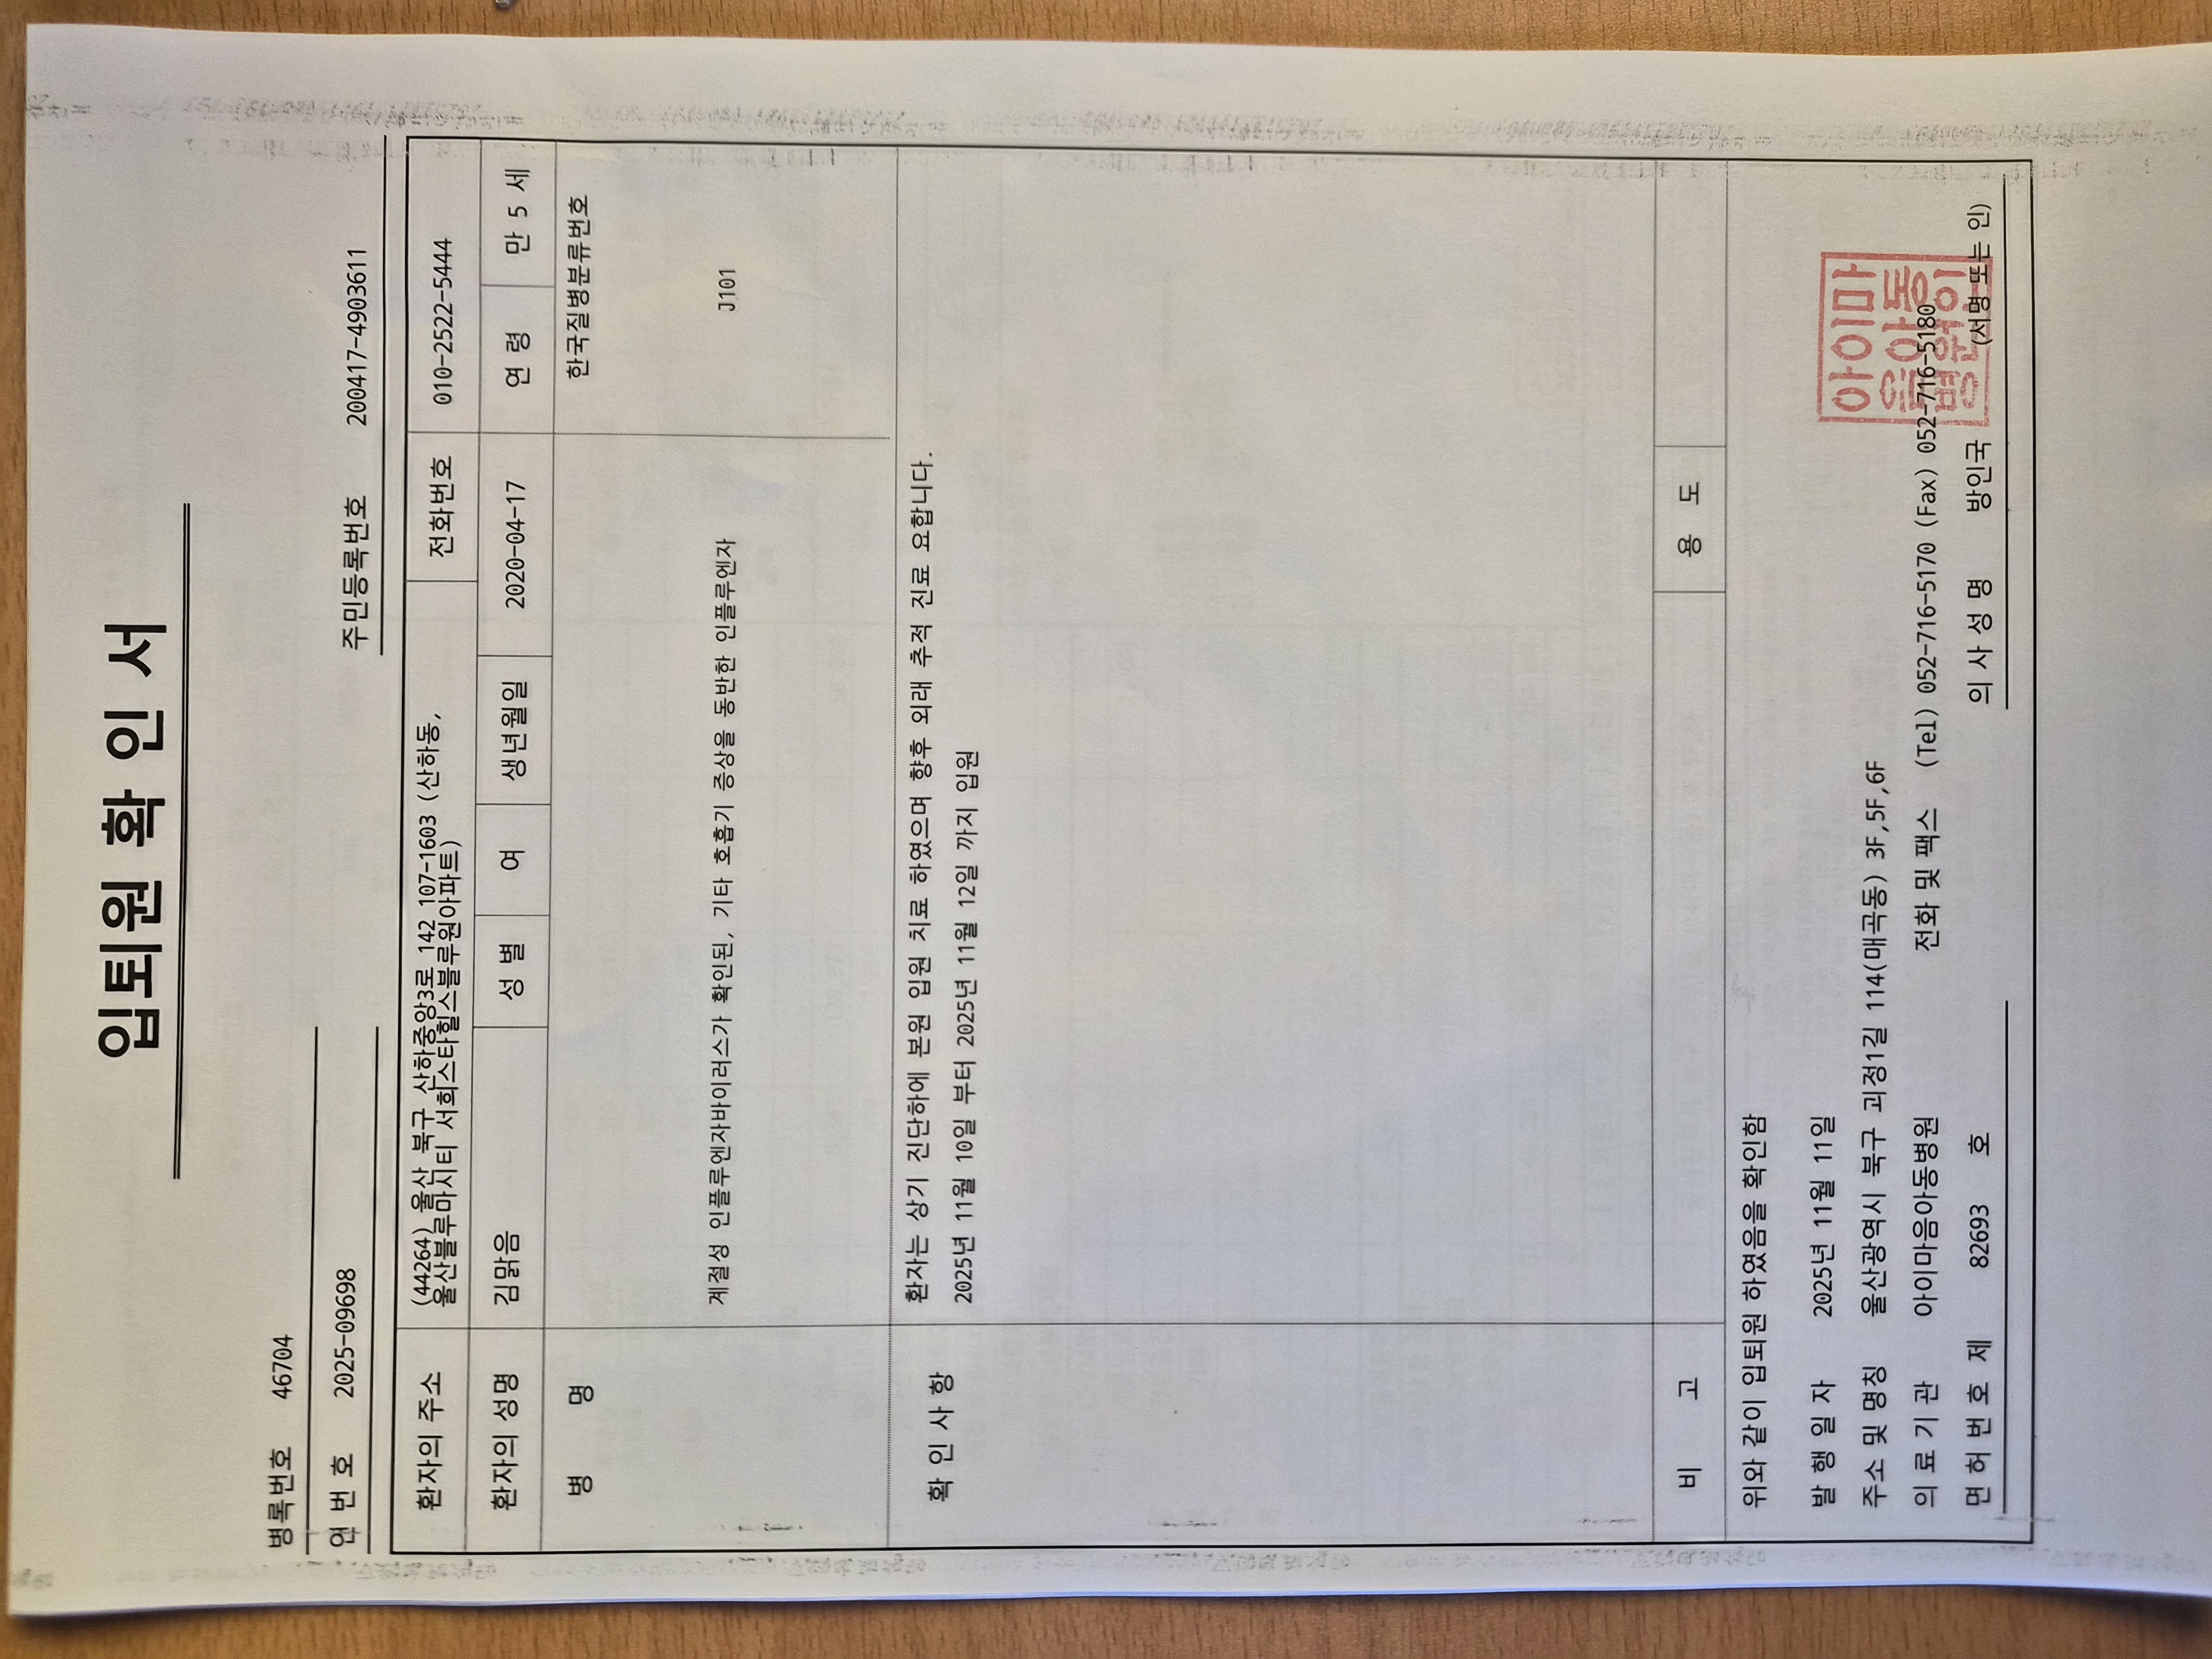 입퇴원 확인서
병록번호 46704
연번호 2025-09698
주민등록번호 200417-4903611
환자의 주소 (44264) 울산 북구 산하중앙3로 142 107-1603 (산하동, 전화번호 010-2522-5444
울산블루마시티 서희스타힐스블루원아파트)
환자의 성명 김맑음 성별 여 생년월일 2020-04-17 연령 만 5 세
병명 한국질병분류번호
계절성 인플루엔자바이러스가 확인된, 기타 호흡기 증상을 동반한 인플루엔자 J101
확인사항 환자는 상기 진단하에 본원 입원 치료 하였으며 향후 외래 추적 진료 요합니다.
2025년 11월 10일 부터 2025년 11월 12일 까지 입원
비고 용도
위와 같이 입퇴원 하였음을 확인함
발행일자 2025년 11월 11일
주소 및 명칭 울산광역시 북구 괴정1길 114(매곡동) 3F,5F,6F
의료기관 아이마음아동병원 전화 및 팩스 (Tel) 052-716-5170 (Fax) 052-716-5180
면허번호 제 82693 호 의사성명 방인국 (서명 또는 인)
아이마
음아동
병원이